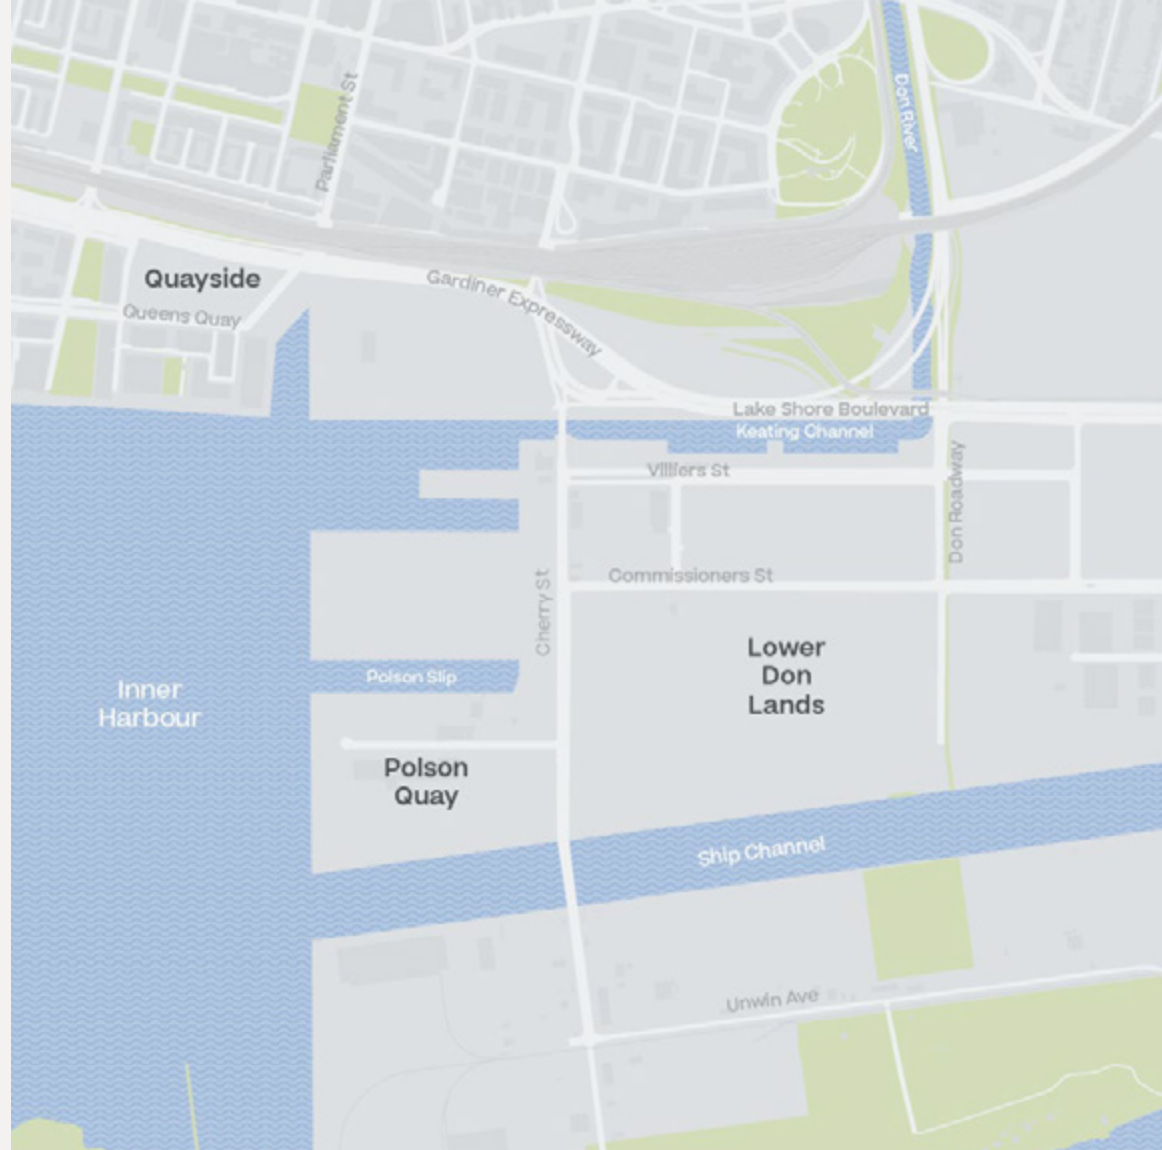 Parliament St
Don River
Quayside
Queens Quay
Gardiner Expressway
Lake Shore Boulevard
Keating Channel
Villiers St
Don Roadway
Commissioners St
Cherry St
Lower
Don
Lands
Polson Slip
Inner
Harbour
Polson
Quay
Ship Channel
Unwin Ave